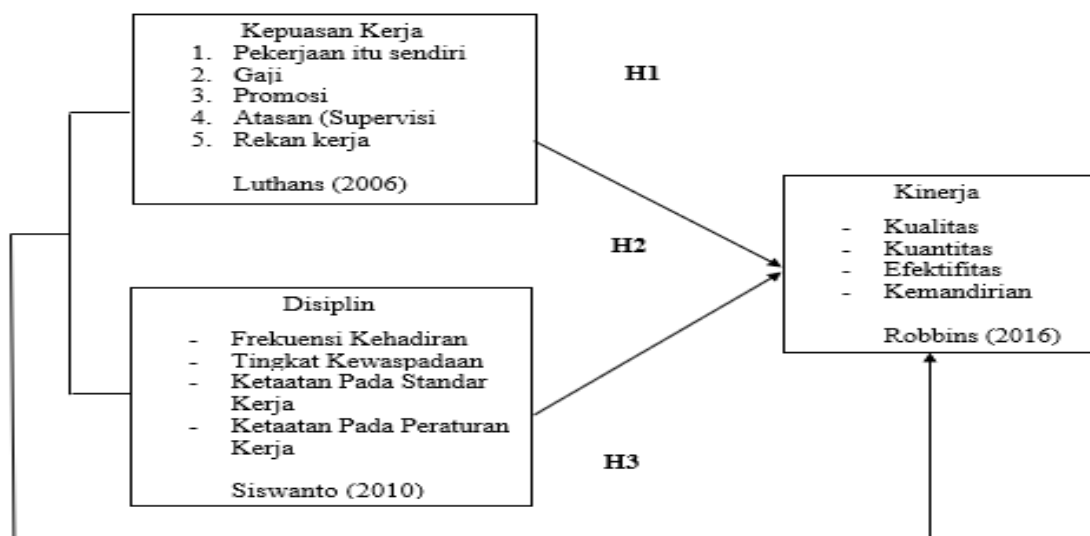 Kepuasan Kerja
1. Pekerjaan itu sendiri
2. Gaji
3. Promosi
4. Atasan (Supervisi
5. Rekan kerja
Luthans (2006)
H1
H2
Disiplin
- Frekuensi Kehadiran
- Tingkat Kewaspadaan
- Ketaatan Pada Standar
Kerja
- Ketaatan Pada Peraturan
Kerja
Siswanto (2010)
H3
Kinerja
- Kualitas
- Kuantitas
- Efektifitas
- Kemandirian
Robbins (2016)